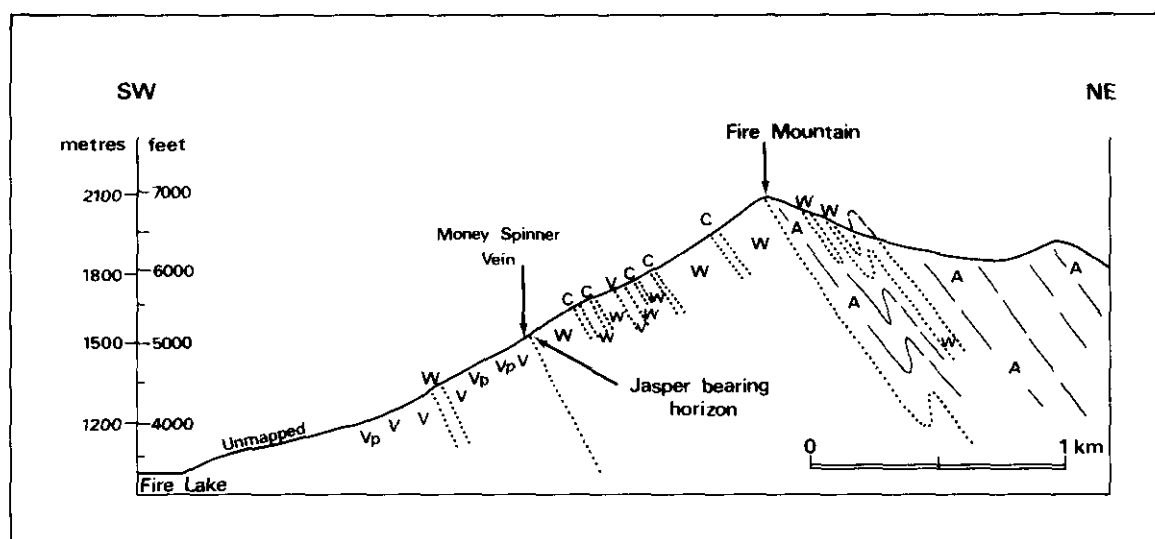 SW
NE
metres feet
Fire Mountain
2100 7000
Money Spinner
Vein
1800 6000
1500 5000
1200 4000
C
W W
A
W
C C V C C
W
W
W W W
W V
A
A
A
A
W
A
W
Vp Vp V
V
Vp V V
Jasper bearing
horizon
Unmapped
Fire Lake
0 1 km